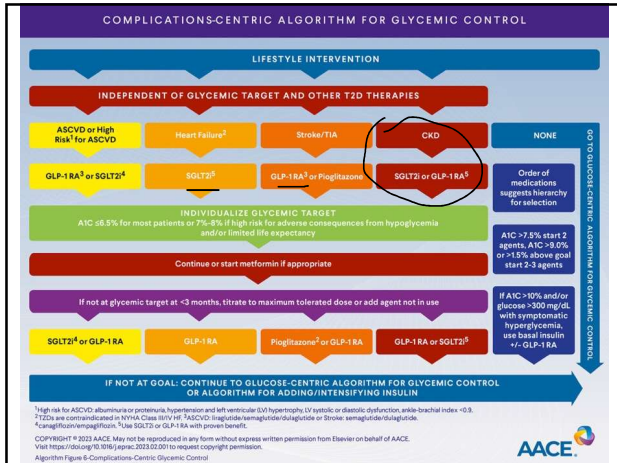 COMPLICATIONS-CENTRIC ALGORITHM FOR GLYCEMIC CONTROL
LIFESTYLE INTERVENTION
INDEPENDENT OF GLYCEMIC TARGET AND OTHER T2D THERAPIES
ASCVD or High
Risk¹ for ASCVD
Heart Failure²
Stroke/TIA
CKD
NONE
GLP-1 RA³ or SGLT2i⁴
SGLT2i⁵
GLP-1 RA³ or Pioglitazone
SGLT2i or GLP-1 RA⁵
Order of
medications
suggests hierarchy
for selection
INDIVIDUALIZE GLYCEMIC TARGET
A1C ≤6.5% for most patients or 7%-8% if high risk for adverse consequences from hypoglycemia
and/or limited life expectancy
A1C >7.5% start 2
agents, A1C >9.0%
or >1.5% above goal
start 2-3 agents
Continue or start metformin if appropriate
If not at glycemic target at <3 months, titrate to maximum tolerated dose or add agent not in use
If A1C >10% and/or
glucose >300 mg/dL
with symptomatic
hyperglycemia,
use basal insulin
+/- GLP-1 RA
SGLT2i⁴ or GLP-1 RA
GLP-1 RA
Pioglitazone² or GLP-1 RA
GLP-1 RA or SGLT2i⁵
GO TO GLUCOSE-CENTRIC ALGORITHM FOR GLYCEMIC CONTROL
IF NOT AT GOAL: CONTINUE TO GLUCOSE-CENTRIC ALGORITHM FOR GLYCEMIC CONTROL
OR ALGORITHM FOR ADDING/INTENSIFYING INSULIN
¹High risk for ASCVD: albuminuria or proteinuria, hypertension and left ventricular (LV) hypertrophy, LV systolic or diastolic dysfunction, ankle-brachial index <0.9.
²TZDs are contraindicated in NYHA Class III/IV HF. ³ASCVD: liraglutide/semaglutide/dulaglutide or Stroke: semaglutide/dulaglutide.
⁴canagliflozin/empagliflozin. ⁵Use SGLT2i or GLP-1 RA with proven benefit.
COPYRIGHT © 2023 AACE. May not be reproduced in any form without express written permission from Elsevier on behalf of AACE.
Visit https://doi.org/10.1016/j.eprac.2023.02.001 to request copyright permission.
Algorithm Figure 6-Complications-Centric Glycemic Control
AACE